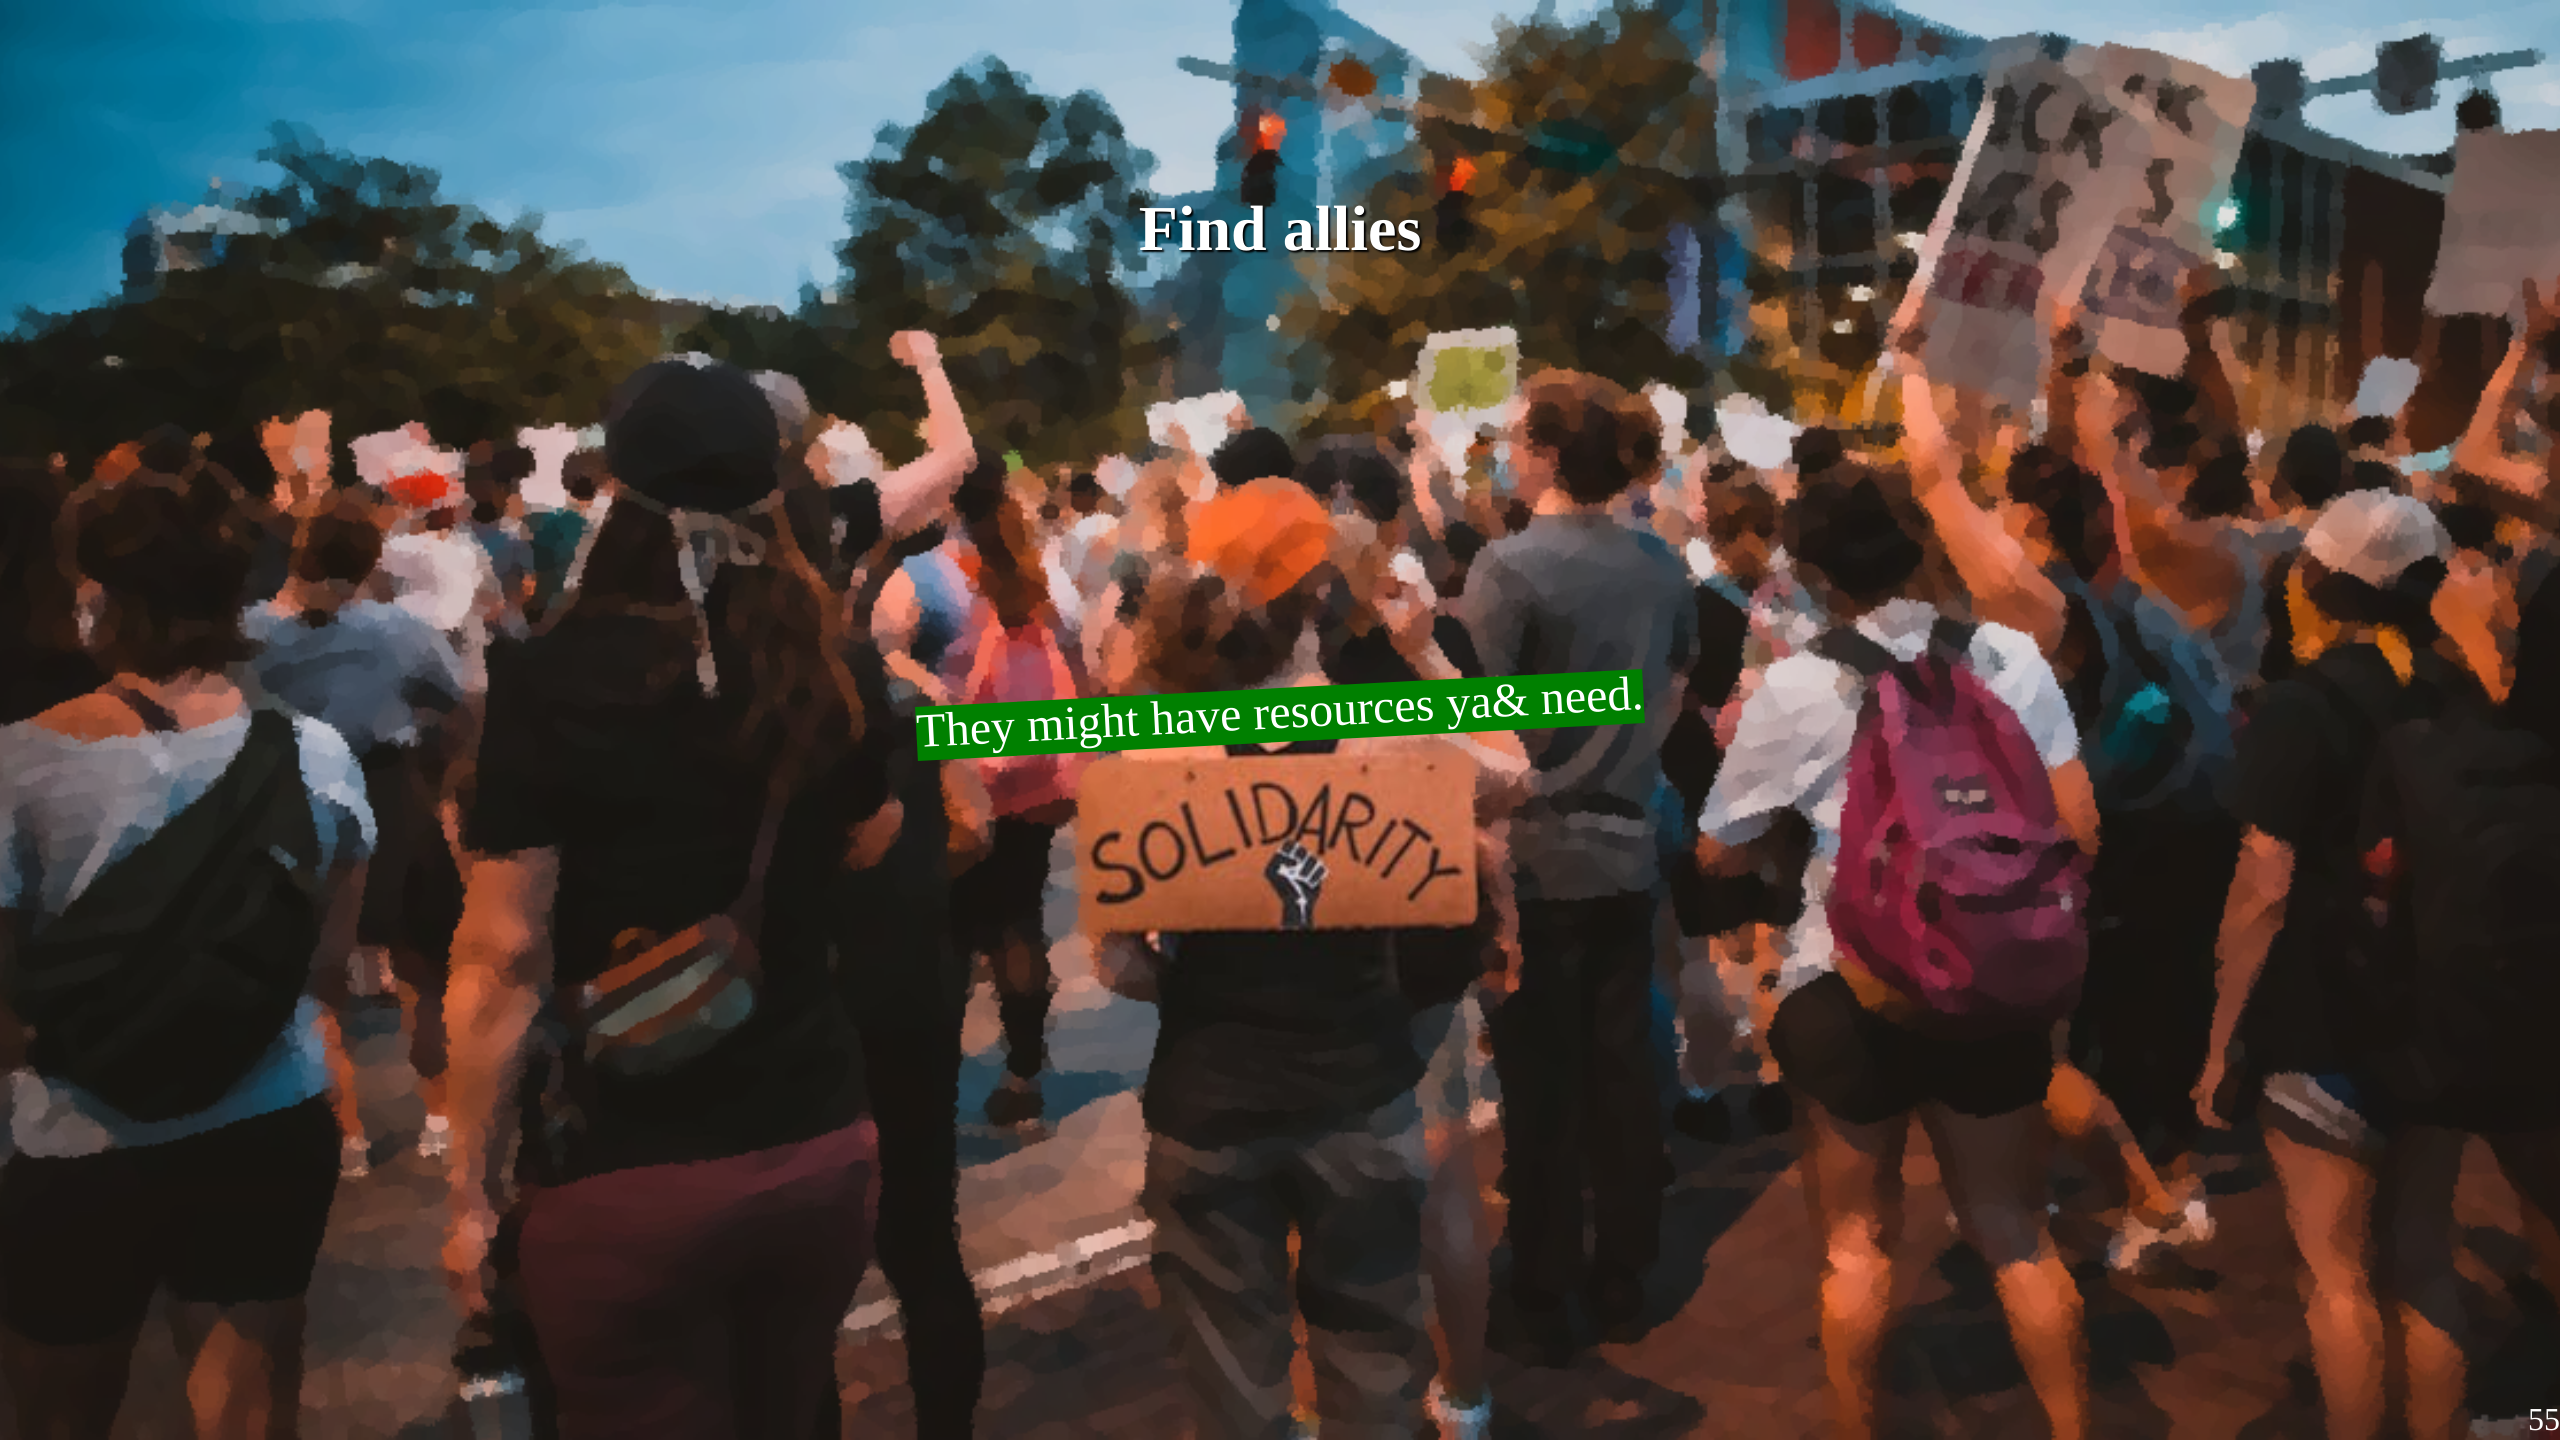 Find allies
They might have resources ya& need.
SOLIDARITY
55